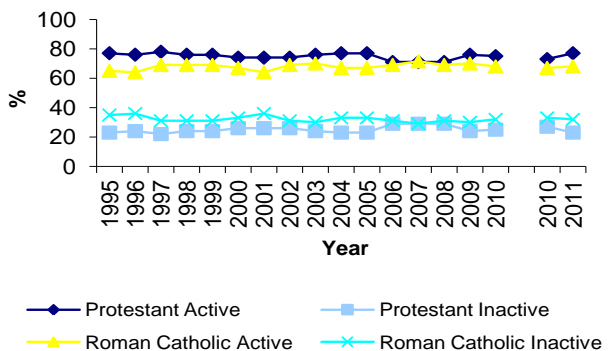 %
100
80
60
40
20
0
1995 1996 1997 1998 1999 2000 2001 2002 2003 2004 2005 2006 2007 2008 2009 2010 2010 2011
Year
Protestant Active Protestant Inactive
Roman Catholic Active Roman Catholic Inactive